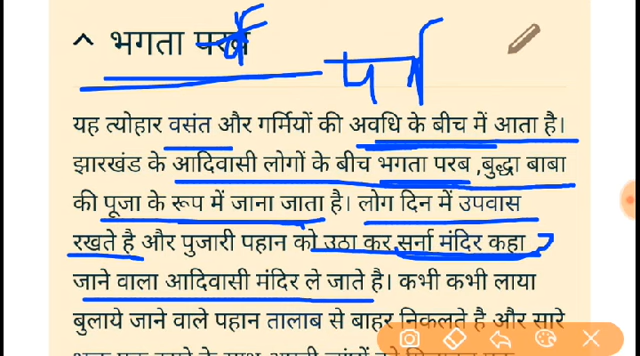 ^ भगता परब
पर्व
यह त्योहार वसंत और गर्मियों की अवधि के बीच में आता है।
झारखंड के आदिवासी लोगों के बीच भगता परब ,बुद्धा बाबा
की पूजा के रूप में जाना जाता है। लोग दिन में उपवास
रखते है और पुजारी पहान को उठा कर,सर्ना मंदिर कहा
जाने वाला आदिवासी मंदिर ले जाते है। कभी कभी लाया
बुलाये जाने वाले पहान तालाब से बाहर निकलते है और सारे